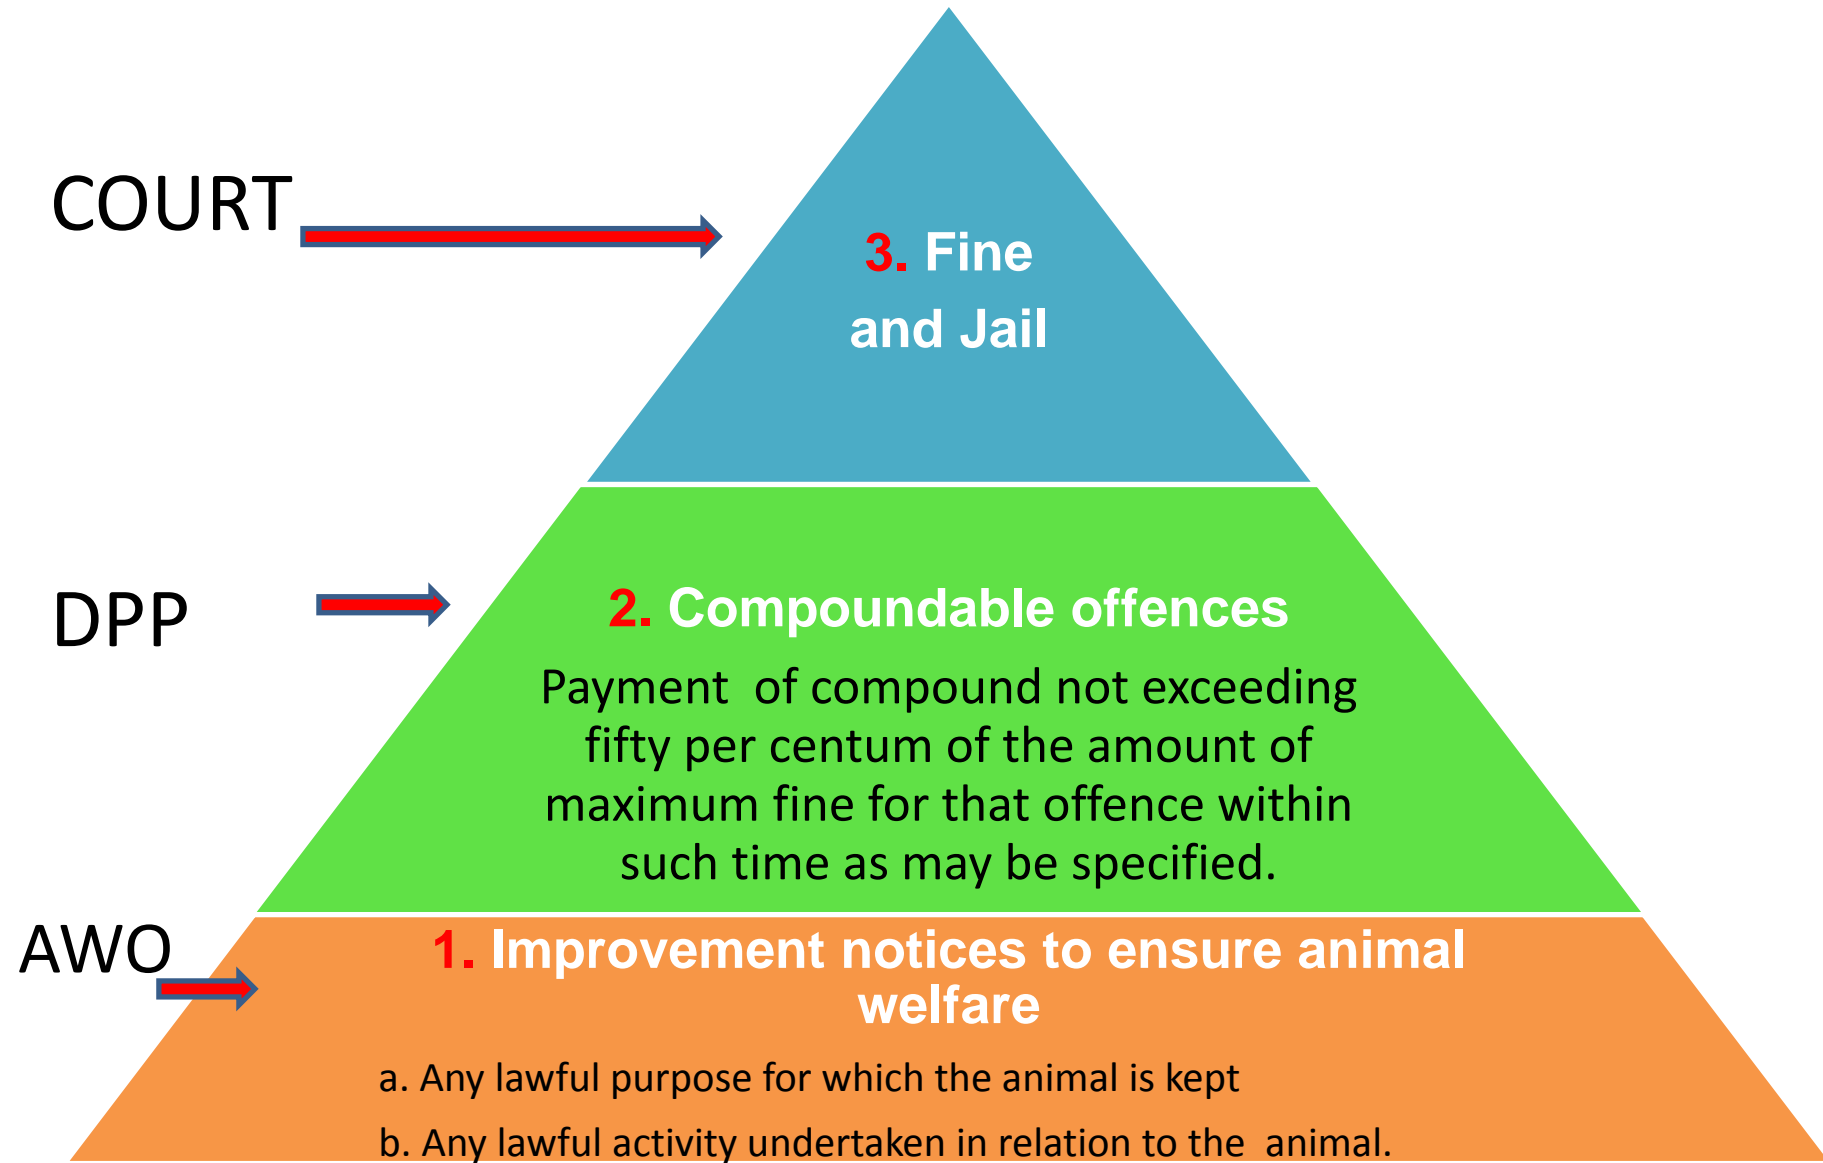 COURT
3. Fine
and Jail
DPP
2. Compoundable offences
Payment of compound not exceeding
fifty per centum of the amount of
maximum fine for that offence within
such time as may be specified.
AWO
1. Improvement notices to ensure animal
welfare
a. Any lawful purpose for which the animal is kept
b. Any lawful activity undertaken in relation to the animal.